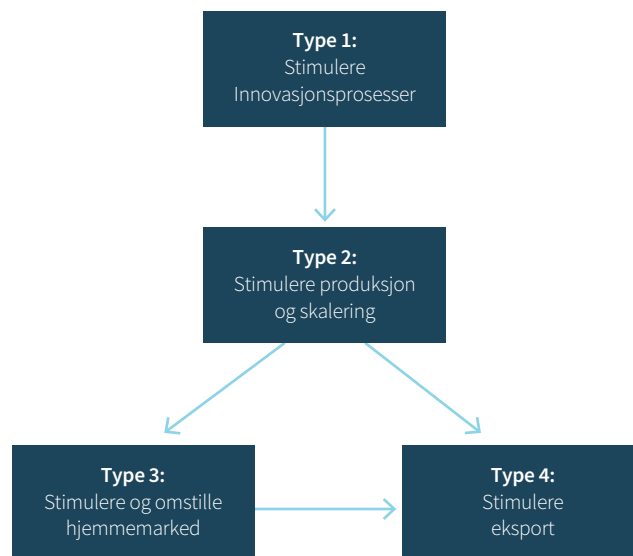 Type 1:
Stimulere
Innovasjonsprosesser
Type 2:
Stimulere produksjon
og skalering
Type 3:
Stimulere og omstille
hjemmemarked
Type 4:
Stimulere
eksport